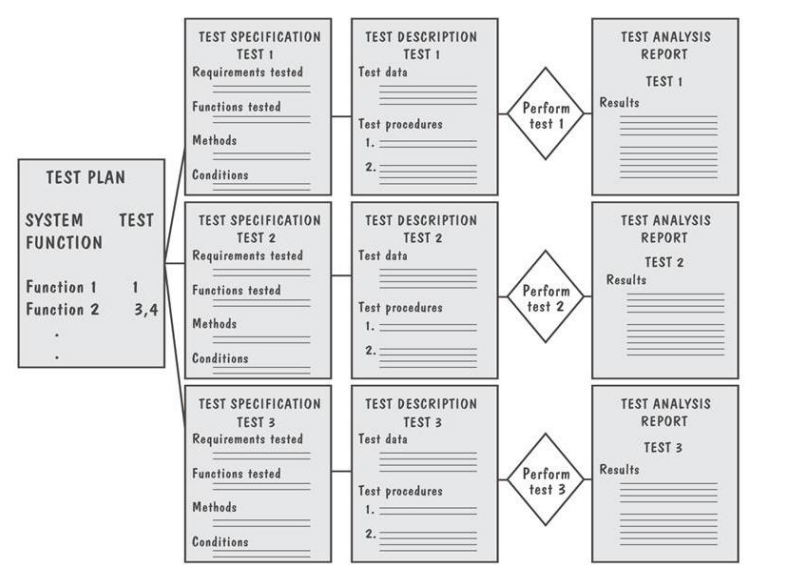 TEST PLAN
SYSTEM TEST
FUNCTION
Function 1 1
Function 2 3,4
.
.
TEST SPECIFICATION
TEST 1
Requirements tested
Functions tested
Methods
Conditions
TEST DESCRIPTION
TEST 1
Test data
Test procedures
1.
2.
Perform
test 1
TEST ANALYSIS
REPORT
TEST 1
Results
TEST SPECIFICATION
TEST 2
Requirements tested
Functions tested
Methods
Conditions
TEST DESCRIPTION
TEST 2
Test data
Test procedures
1.
2.
Perform
test 2
TEST ANALYSIS
REPORT
TEST 2
Results
TEST SPECIFICATION
TEST 3
Requirements tested
Functions tested
Methods
Conditions
TEST DESCRIPTION
TEST 3
Test data
Test procedures
1.
2.
Perform
test 3
TEST ANALYSIS
REPORT
TEST 3
Results